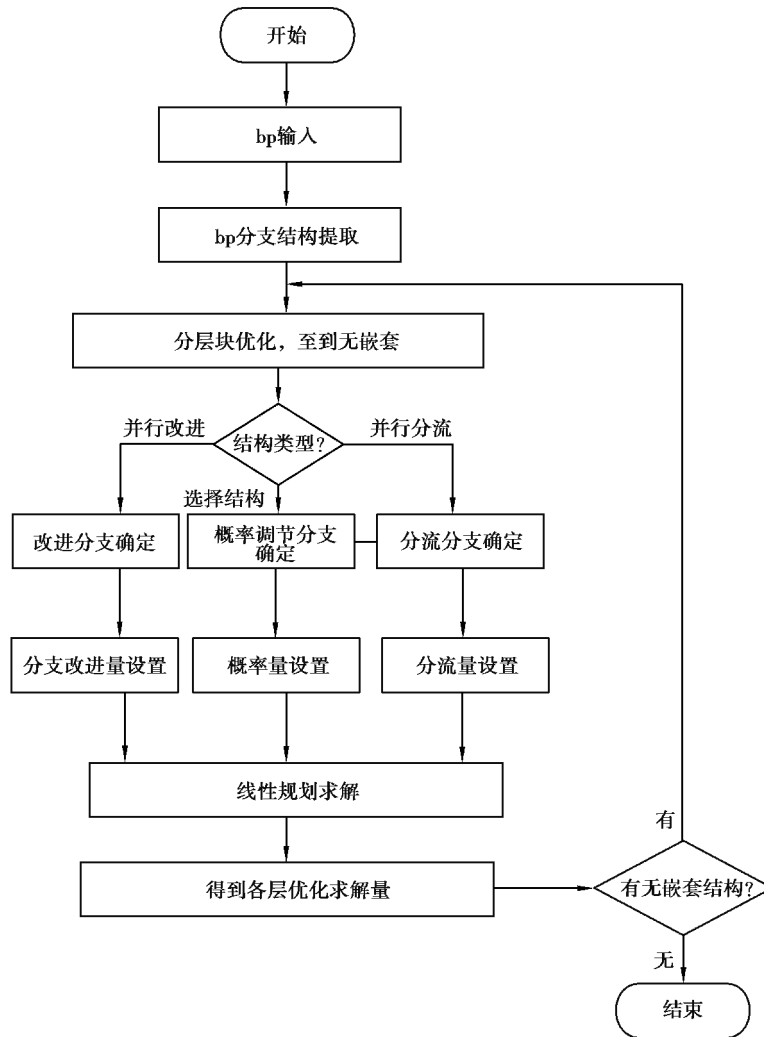 开始
bp输入
bp分支结构提取
分层块优化，至到无嵌套
并行改进
结构类型?
并行分流
选择结构
改进分支确定
概率调节分支
确定
分流分支确定
分支改进量设置
概率量设置
分流量设置
线性规划求解
有
得到各层优化求解量
有无嵌套结构?
无
结束